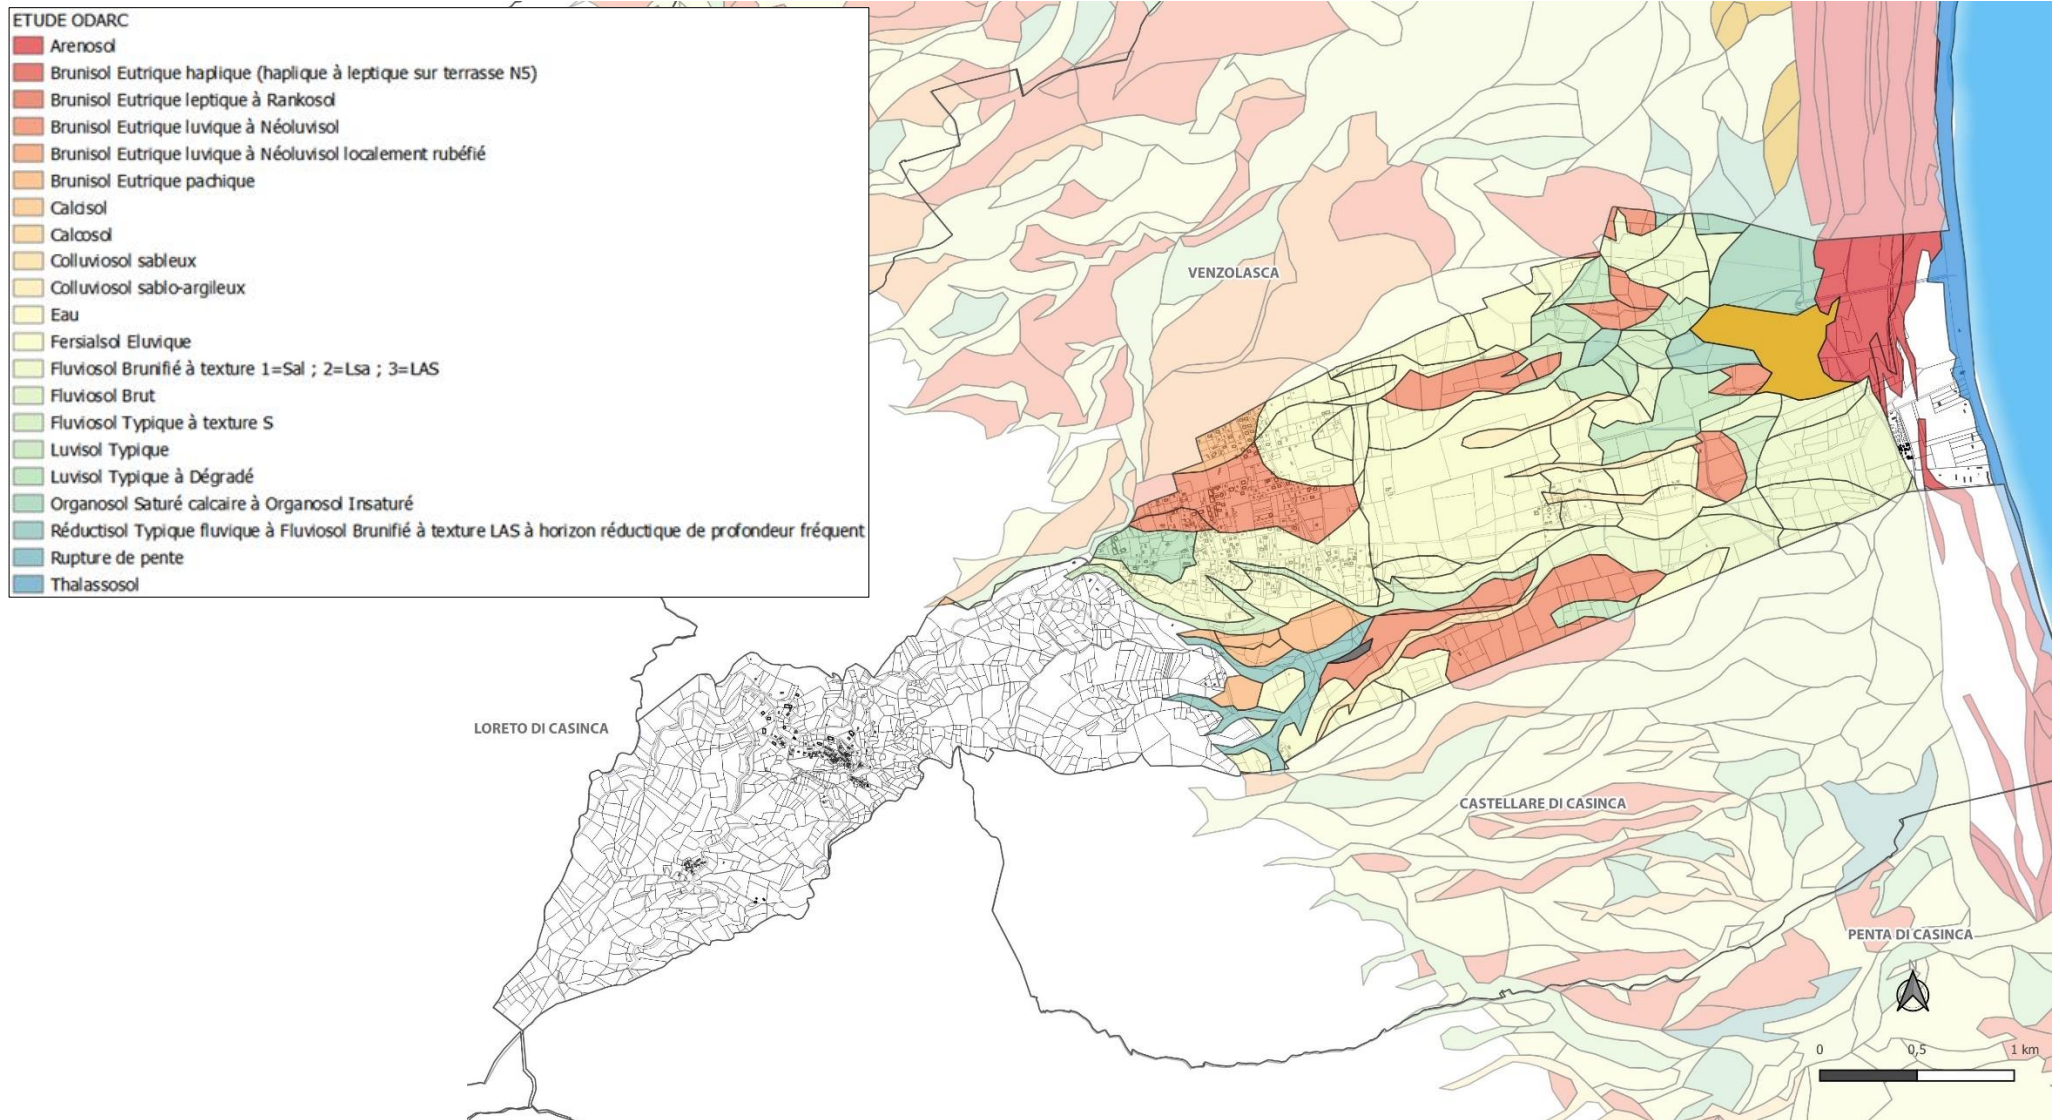 ETUDE ODARC
Arenosol
Brunisol Eutrique haplique (haplique à leptique sur terrasse N5)
Brunisol Eutrique leptique à Rankosol
Brunisol Eutrique luvique à Néoluvisol
Brunisol Eutrique luvique à Néoluvisol localement rubéfié
Brunisol Eutrique pachique
Calcisol
Calcosol
Colluviosol sableux
Colluviosol sablo-argileux
Eau
Fersialsol Eluvique
Fluviosol Brunifié à texture 1=Sal ; 2=Lsa ; 3=LAS
Fluviosol Brut
Fluviosol Typique à texture S
Luvisol Typique
Luvisol Typique à Dégradé
Organosol Saturé calcaire à Organosol Insaturé
Réductisol Typique fluvique à Fluviosol Brunifié à texture LAS à horizon réductique de profondeur fréquent
Rupture de pente
Thalassosol
VENZOLASCA
LORETO DI CASINCA
CASTELLARE DI CASINCA
PENTA DI CASINCA
N
0 0,5 1 km